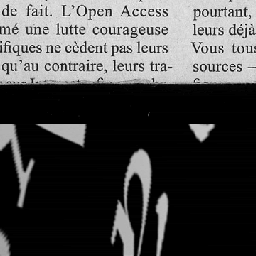 de fait. L'Open Access
mé une lutte courageuse
ifiques ne cèdent pas leurs
qu'au contraire, leurs tra-
pourtant,
leurs déjà
Vous tous
sources —